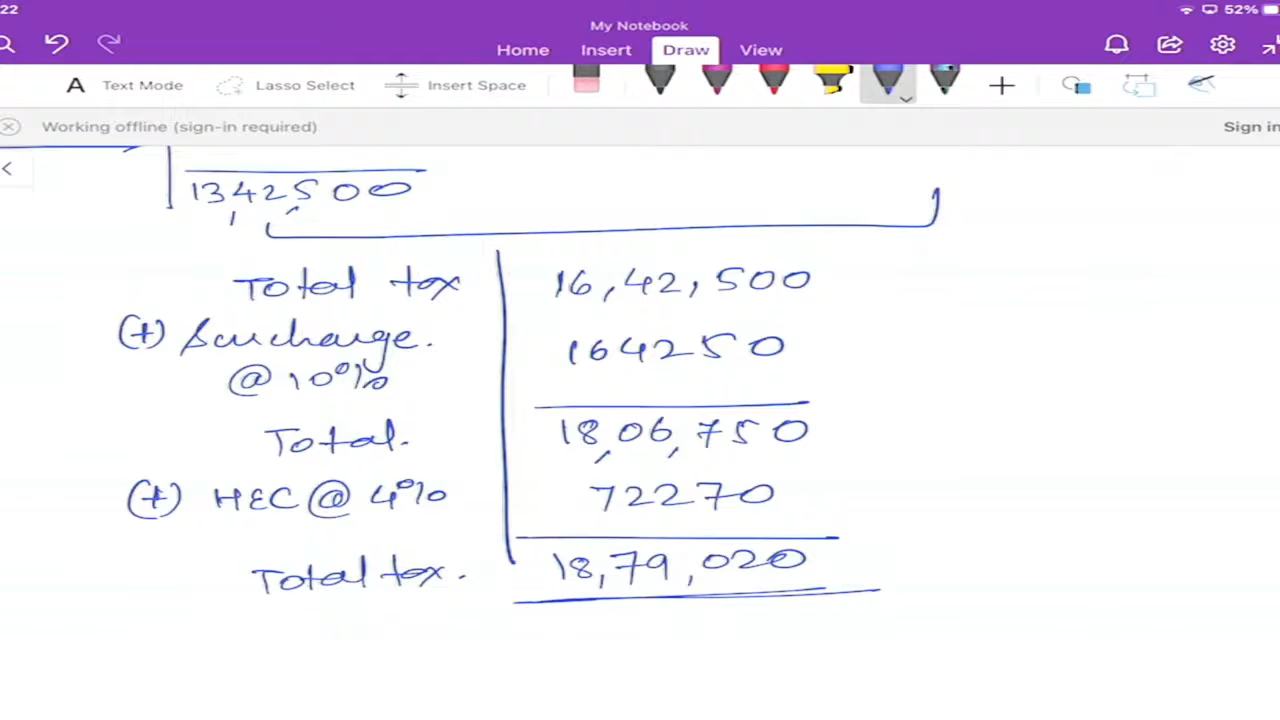 22
52%
My Notebook
Home Insert Draw View
Text Mode Lasso Select Insert Space
Working offline (sign-in required) Sign in
1342500
Total tax 16,42,500
(+) Surcharge. 164250
@ 10%
Total. 18,06,750
(+) HEC @ 4% 72270
Total tax. 18,79,020